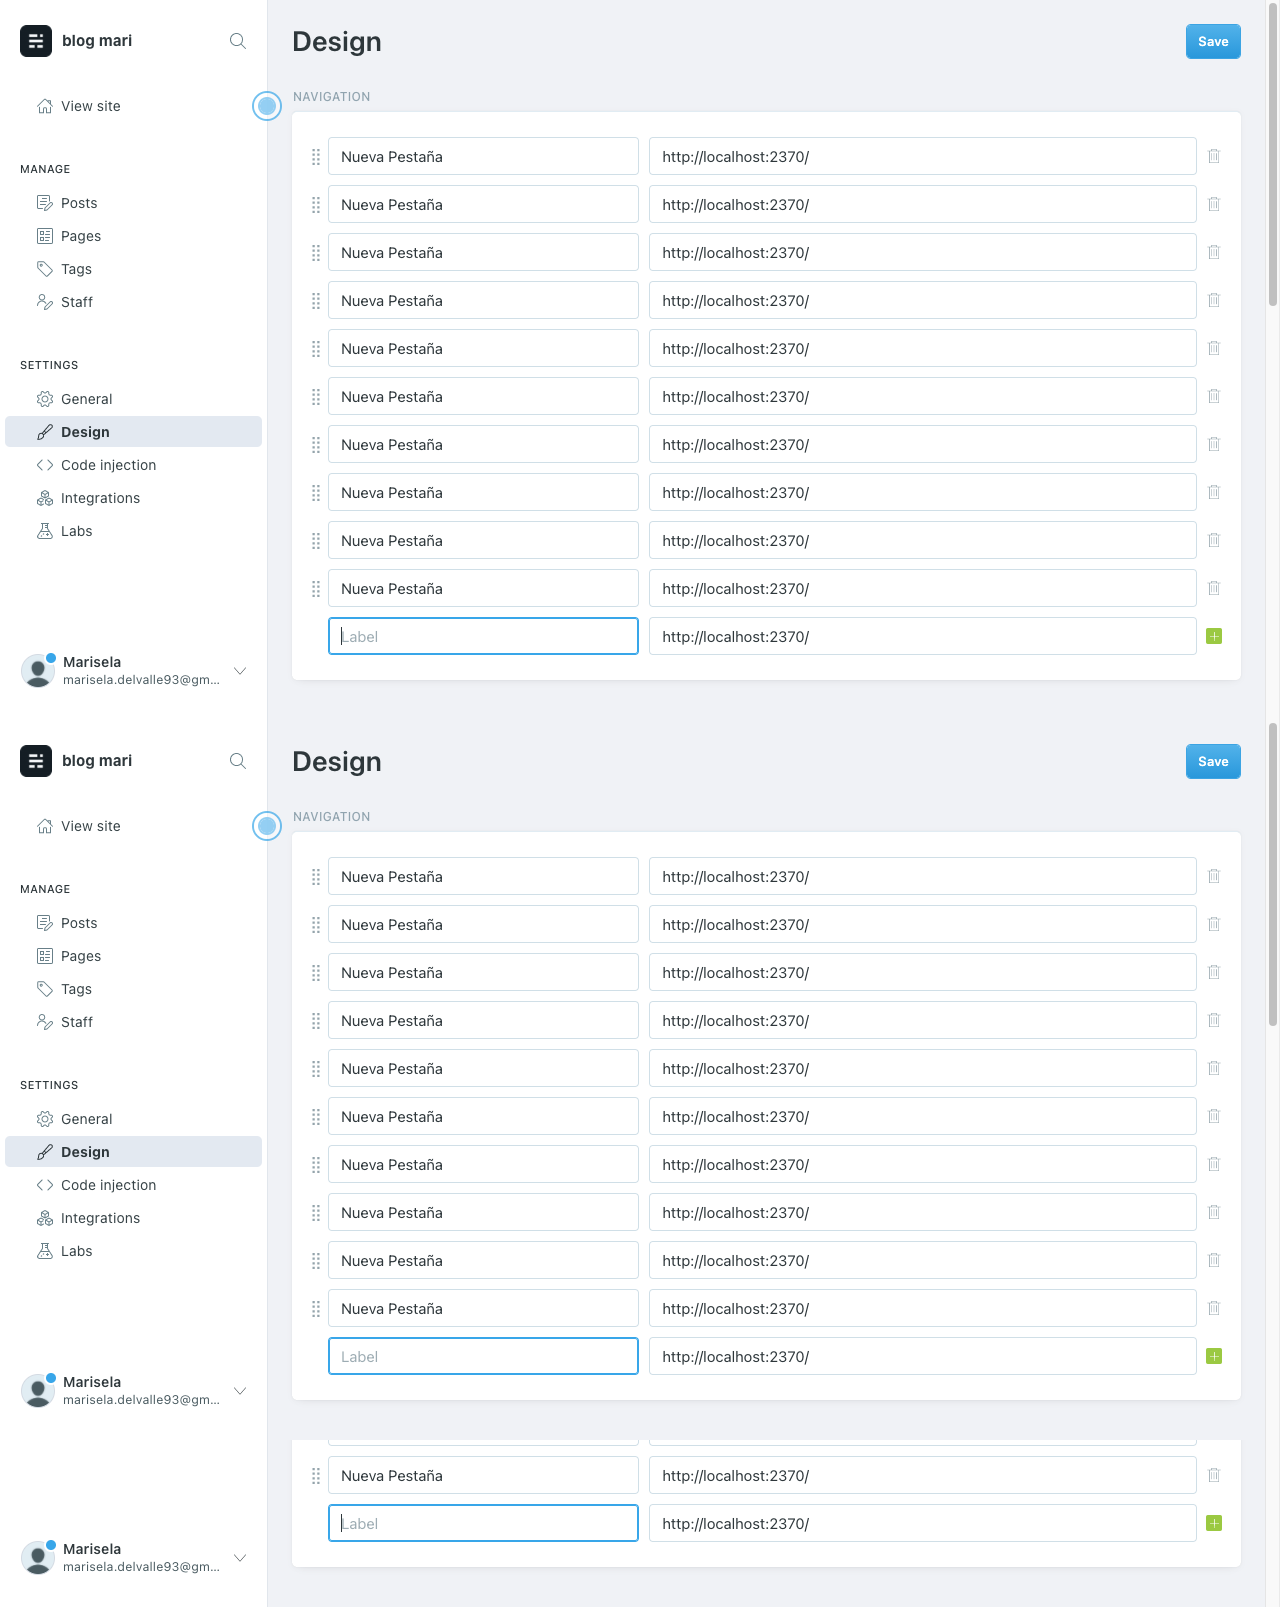 blog mari
View site
MANAGE
Posts
Pages
Tags
Staff
SETTINGS
General
Design
Code injection
Integrations
Labs
Marisela
marisela.delvalle93@gm...
Design
Save
NAVIGATION
Nueva Pestaña http://localhost:2370/
Nueva Pestaña http://localhost:2370/
Nueva Pestaña http://localhost:2370/
Nueva Pestaña http://localhost:2370/
Nueva Pestaña http://localhost:2370/
Nueva Pestaña http://localhost:2370/
Nueva Pestaña http://localhost:2370/
Nueva Pestaña http://localhost:2370/
Nueva Pestaña http://localhost:2370/
Nueva Pestaña http://localhost:2370/
Label http://localhost:2370/
blog mari
View site
MANAGE
Posts
Pages
Tags
Staff
SETTINGS
General
Design
Code injection
Integrations
Labs
Marisela
marisela.delvalle93@gm...
Design
Save
NAVIGATION
Nueva Pestaña http://localhost:2370/
Nueva Pestaña http://localhost:2370/
Nueva Pestaña http://localhost:2370/
Nueva Pestaña http://localhost:2370/
Nueva Pestaña http://localhost:2370/
Nueva Pestaña http://localhost:2370/
Nueva Pestaña http://localhost:2370/
Nueva Pestaña http://localhost:2370/
Nueva Pestaña http://localhost:2370/
Nueva Pestaña http://localhost:2370/
Label http://localhost:2370/
Nueva Pestaña http://localhost:2370/
Label http://localhost:2370/
Marisela
marisela.delvalle93@gm...